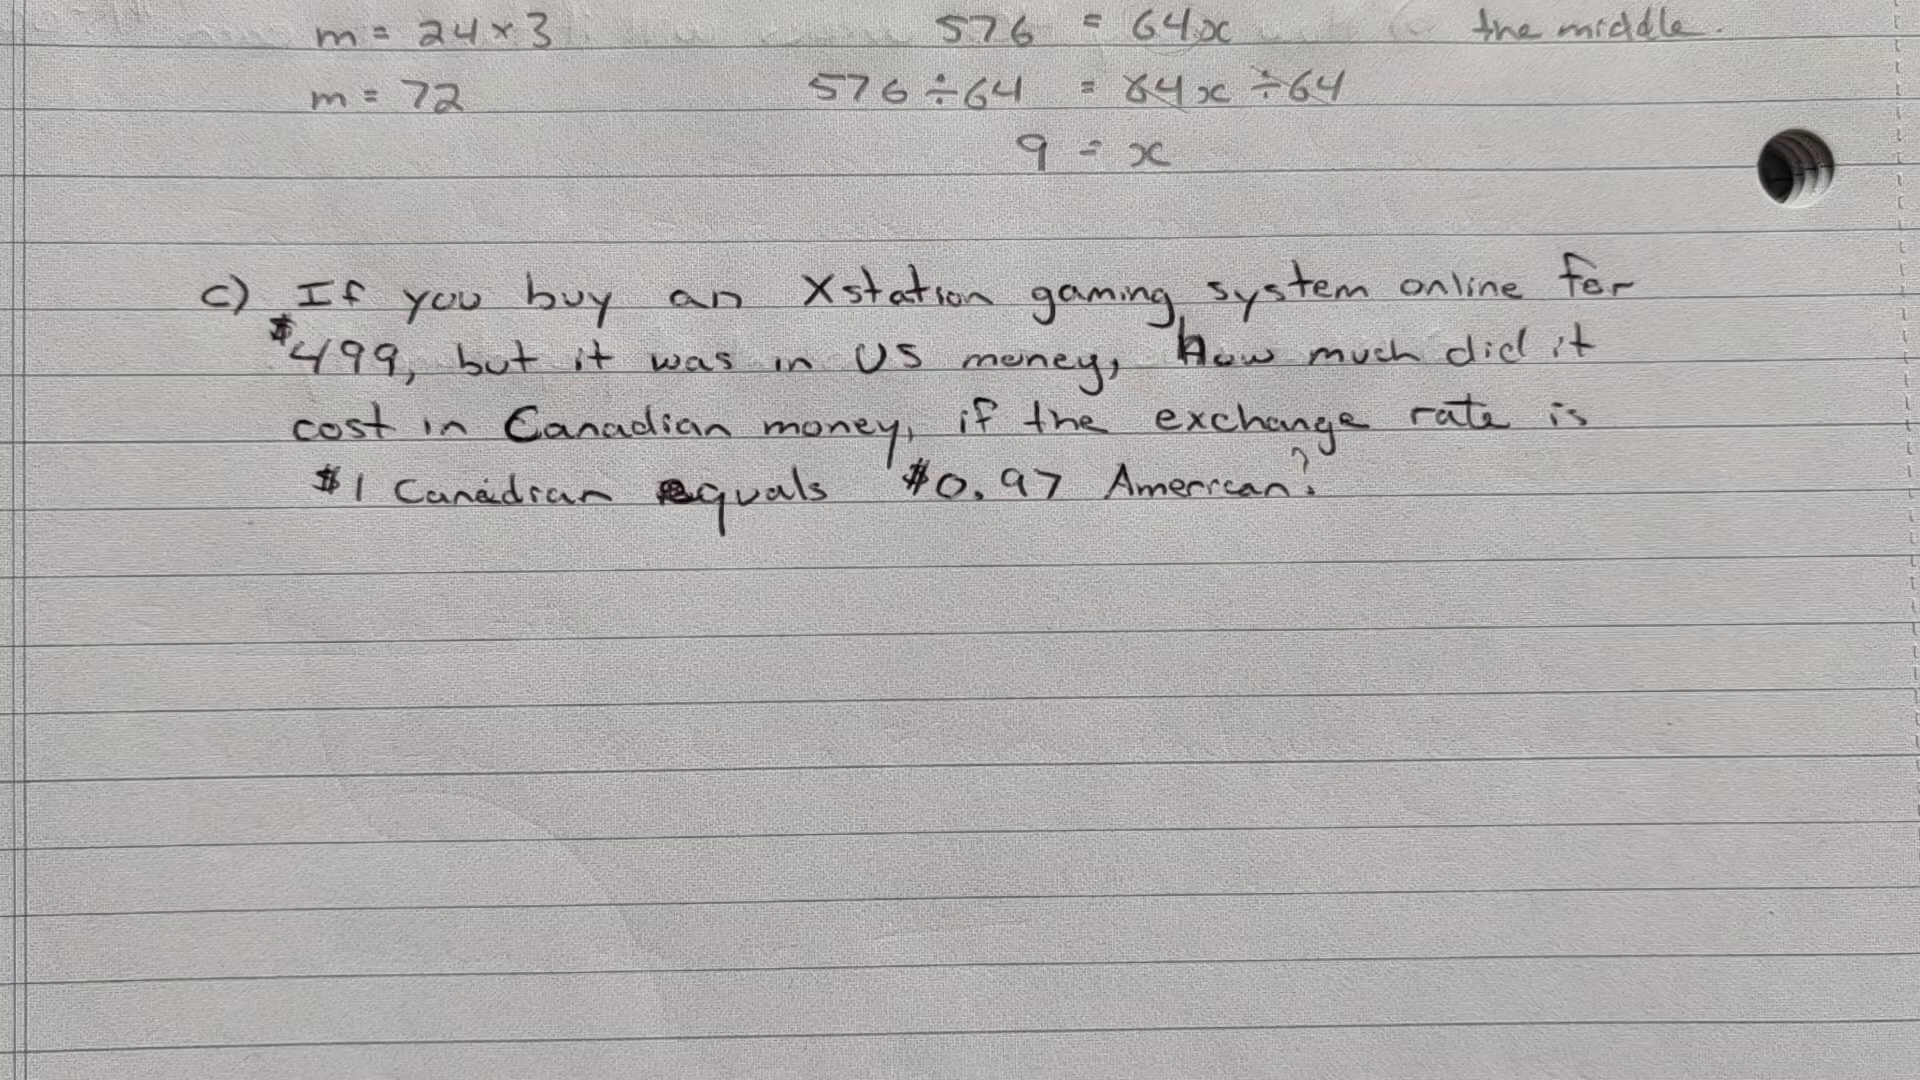 m = 24 × 3
576 = 64x
the middle.
m = 72
576 ÷ 64 = 64x ÷ 64
9 = x
c) If you buy an Xstation gaming system online for
$499, but it was in US money, How much did it
cost in Canadian money, if the exchange rate is
$1 Canadian equals $0.97 American?